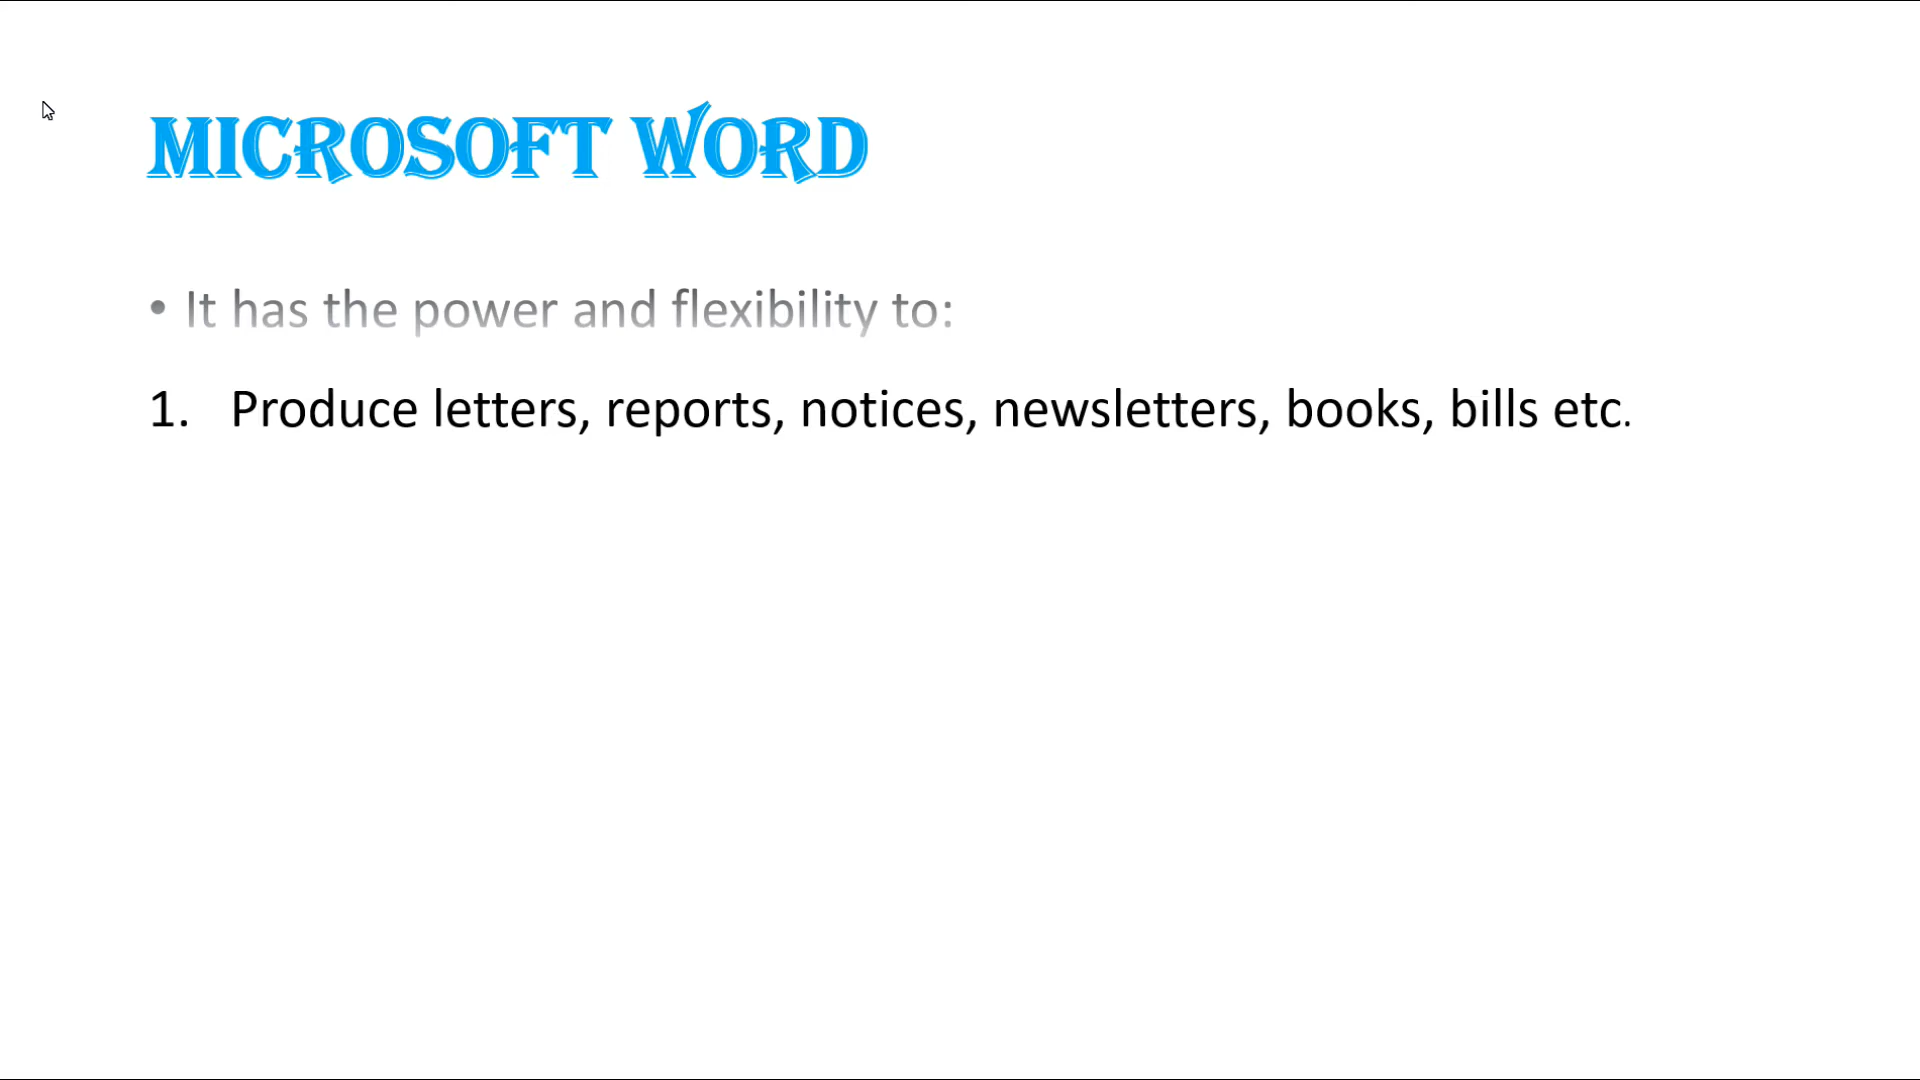 MICROSOFT WORD
• It has the power and flexibility to:
1. Produce letters, reports, notices, newsletters, books, bills etc.